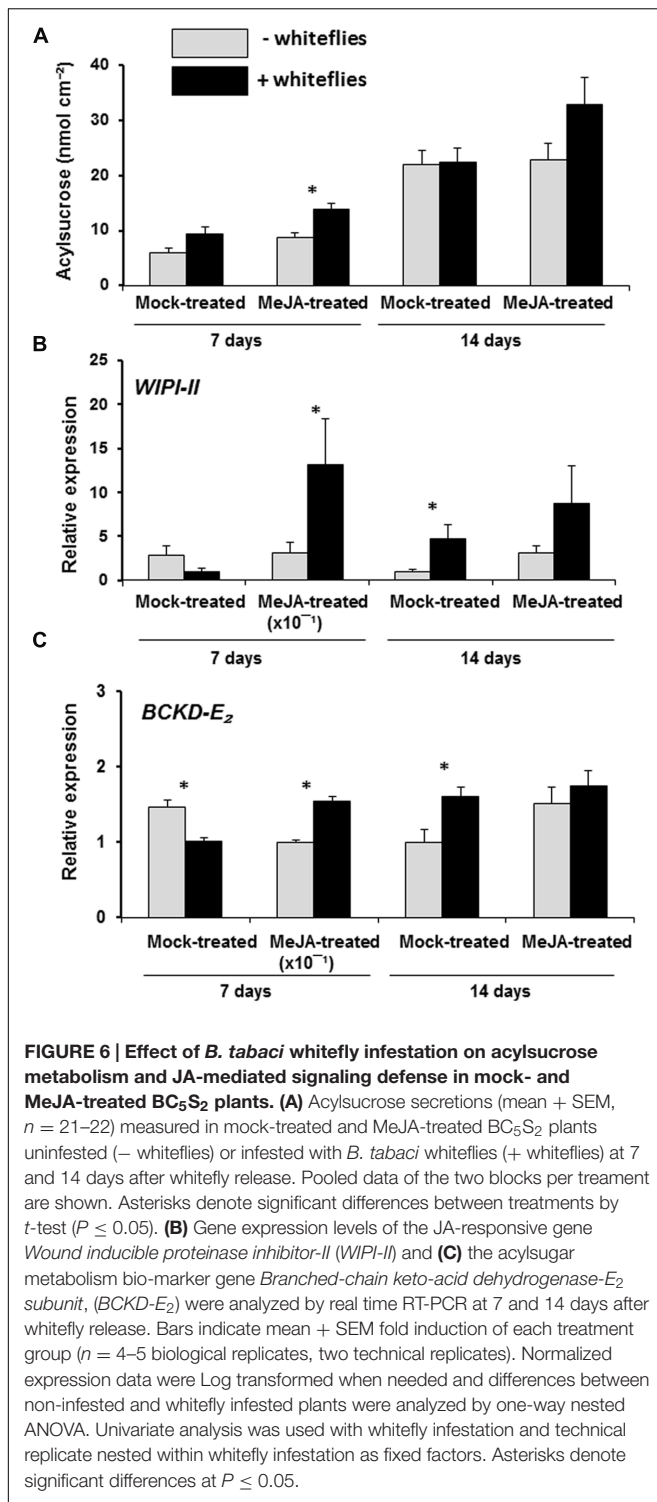 A
- whiteflies
+ whiteflies
Acylsucrose (nmol cm⁻²)
40
30
20
10
0
*
Mock-treated MeJA-treated Mock-treated MeJA-treated
7 days 14 days
B
WIPI-II
Relative expression
25
20
15
10
5
0
*
*
Mock-treated MeJA-treated Mock-treated MeJA-treated
(x10⁻¹)
7 days 14 days
C
BCKD-E₂
Relative expression
3
2
1
0
* * *
Mock-treated MeJA-treated Mock-treated MeJA-treated
(x10⁻¹)
7 days 14 days
FIGURE 6 | Effect of B. tabaci whitefly infestation on acylsucrose
metabolism and JA-mediated signaling defense in mock- and
MeJA-treated BC₅S₂ plants. (A) Acylsucrose secretions (mean + SEM,
n = 21–22) measured in mock-treated and MeJA-treated BC₅S₂ plants
uninfested (− whiteflies) or infested with B. tabaci whiteflies (+ whiteflies) at 7
and 14 days after whitefly release. Pooled data of the two blocks per treament
are shown. Asterisks denote significant differences between treatments by
t-test (P ≤ 0.05). (B) Gene expression levels of the JA-responsive gene
Wound inducible proteinase inhibitor-II (WIPI-II) and (C) the acylsugar
metabolism bio-marker gene Branched-chain keto-acid dehydrogenase-E₂
subunit, (BCKD-E₂) were analyzed by real time RT-PCR at 7 and 14 days after
whitefly release. Bars indicate mean + SEM fold induction of each treatment
group (n = 4–5 biological replicates, two technical replicates). Normalized
expression data were Log transformed when needed and differences between
non-infested and whitefly infested plants were analyzed by one-way nested
ANOVA. Univariate analysis was used with whitefly infestation and technical
replicate nested within whitefly infestation as fixed factors. Asterisks denote
significant differences at P ≤ 0.05.